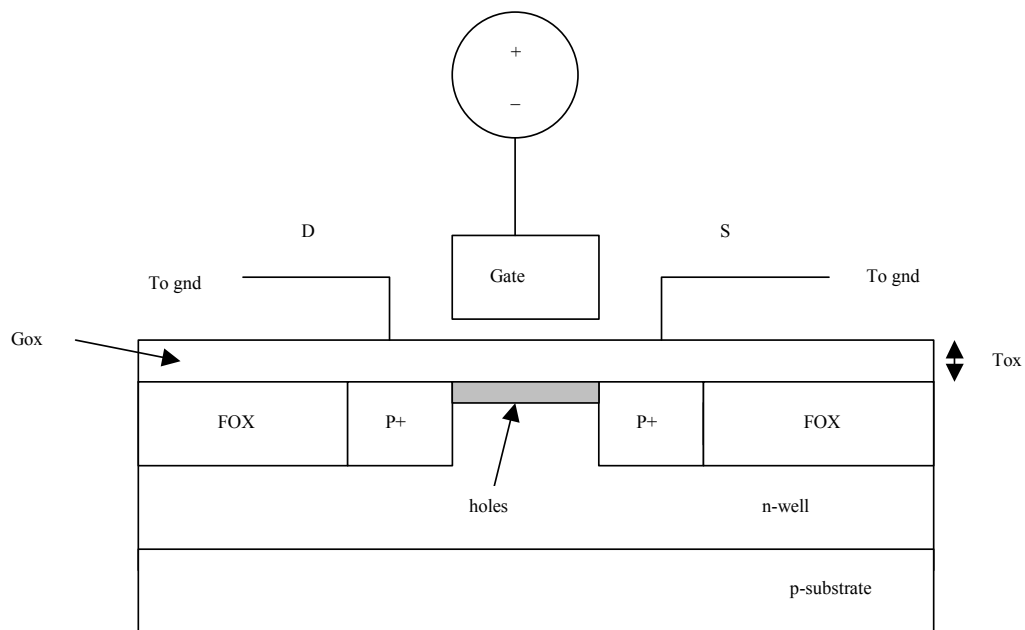 +
−
D
S
Gate
To gnd
To gnd
Gox
Tox
FOX
P+
P+
FOX
holes
n-well
p-substrate